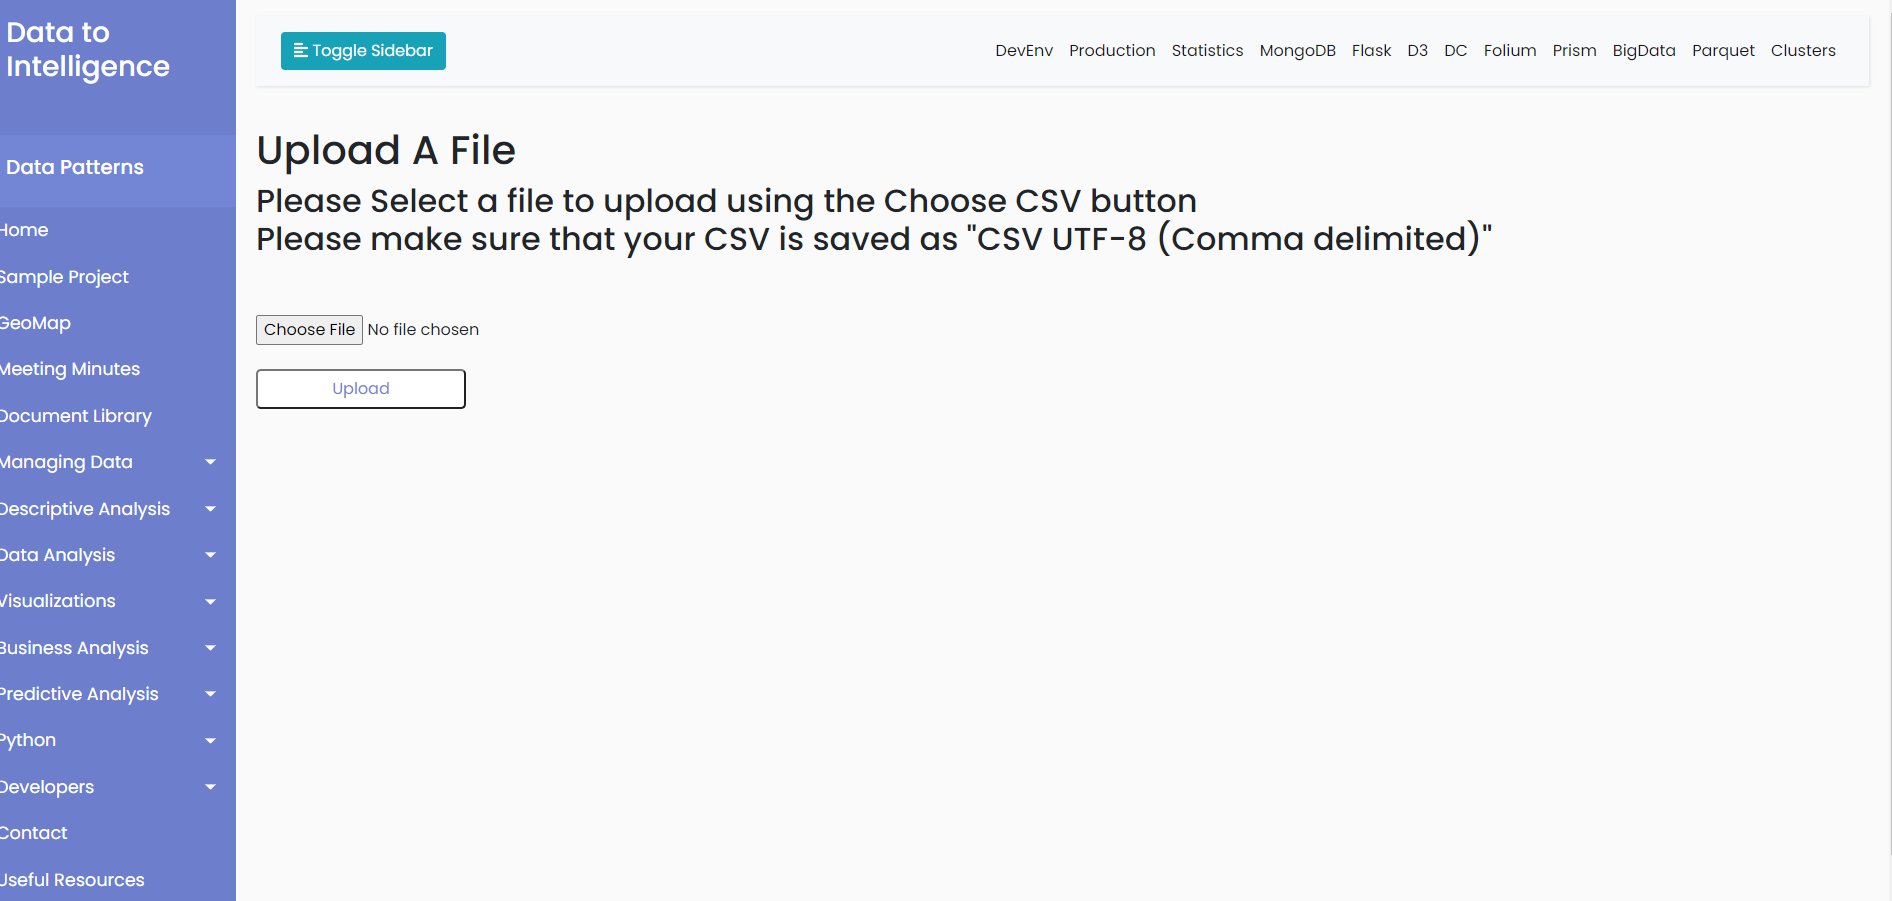 Data to
Intelligence
Toggle Sidebar
DevEnv Production Statistics MongoDB Flask D3 DC Folium Prism BigData Parquet Clusters
Data Patterns
Home
Sample Project
GeoMap
Meeting Minutes
Document Library
Managing Data
Descriptive Analysis
Data Analysis
Visualizations
Business Analysis
Predictive Analysis
Python
Developers
Contact
Useful Resources
Upload A File
Please Select a file to upload using the Choose CSV button
Please make sure that your CSV is saved as "CSV UTF-8 (Comma delimited)"
Choose File No file chosen
Upload